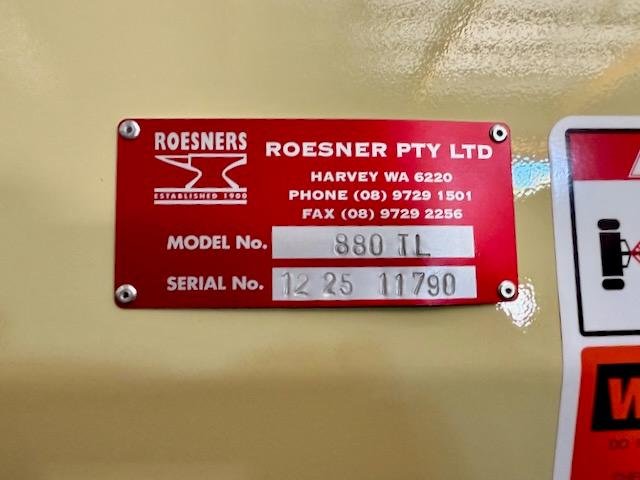 ROESNERS
ESTABLISHED 1900
ROESNER PTY LTD
HARVEY WA 6220
PHONE (08) 9729 1501
FAX (08) 9729 2256
MODEL No. 880 TL
SERIAL No. 12 25 11790